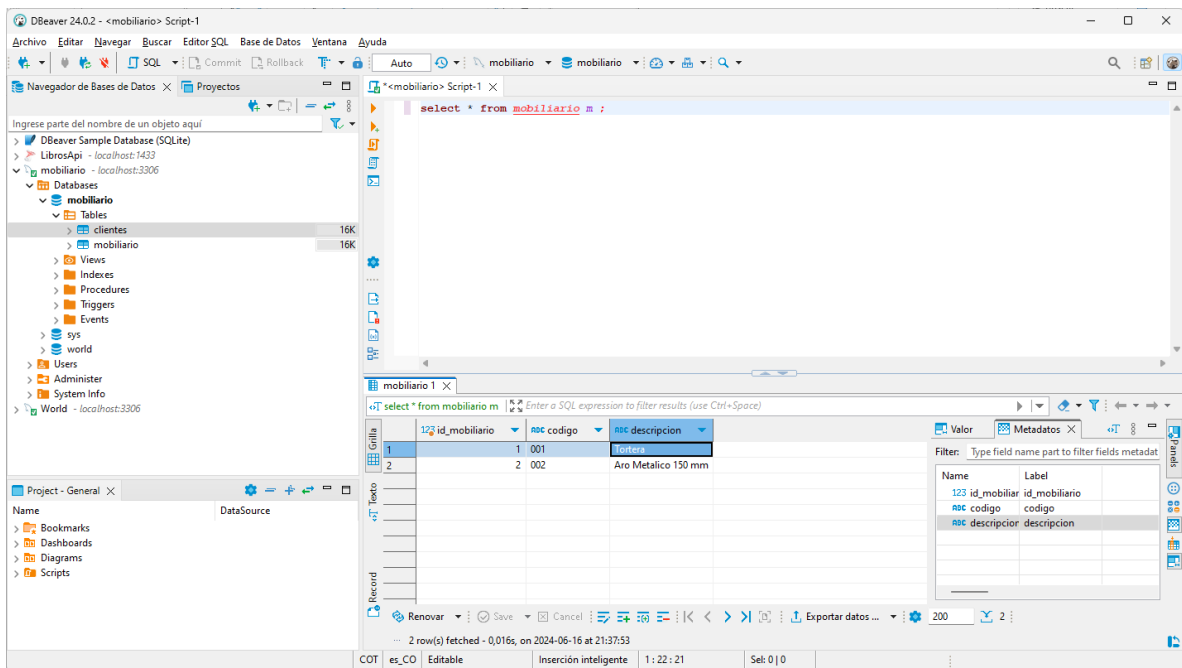 DBeaver 24.0.2 - <mobiliario> Script-1
Archivo Editar Navegar Buscar Editor SQL Base de Datos Ventana Ayuda
SQL Commit Rollback Auto mobiliario mobiliario
Navegador de Bases de Datos Proyectos
Ingrese parte del nombre de un objeto aquí
DBeaver Sample Database (SQLite)
LibrosApi - localhost:1433
mobiliario - localhost:3306
Databases
mobiliario
Tables
clientes 16K
mobiliario 16K
Views
Indexes
Procedures
Triggers
Events
sys
world
Users
Administer
System Info
World - localhost:3306
Project - General
Name DataSource
Bookmarks
Dashboards
Diagrams
Scripts
*<mobiliario> Script-1
select * from mobiliario m ;
mobiliario 1
select * from mobiliario m Enter a SQL expression to filter results (use Ctrl+Space)
Grilla
Texto
Record
123 id_mobiliario ABC codigo ABC descripcion
1 1 001 Tortera
2 2 002 Aro Metalico 150 mm
Valor Metadatos
Filter: Type field name part to filter fields metadat
Name Label
123 id_mobiliar id_mobiliario
ABC codigo codigo
ABC descripcion descripcion
Panels
Renovar Save Cancel Exportar datos ... 200 2
2 row(s) fetched - 0,016s, on 2024-06-16 at 21:37:53
COT es_CO Editable Inserción inteligente 1 : 22 : 21 Sel: 0 | 0